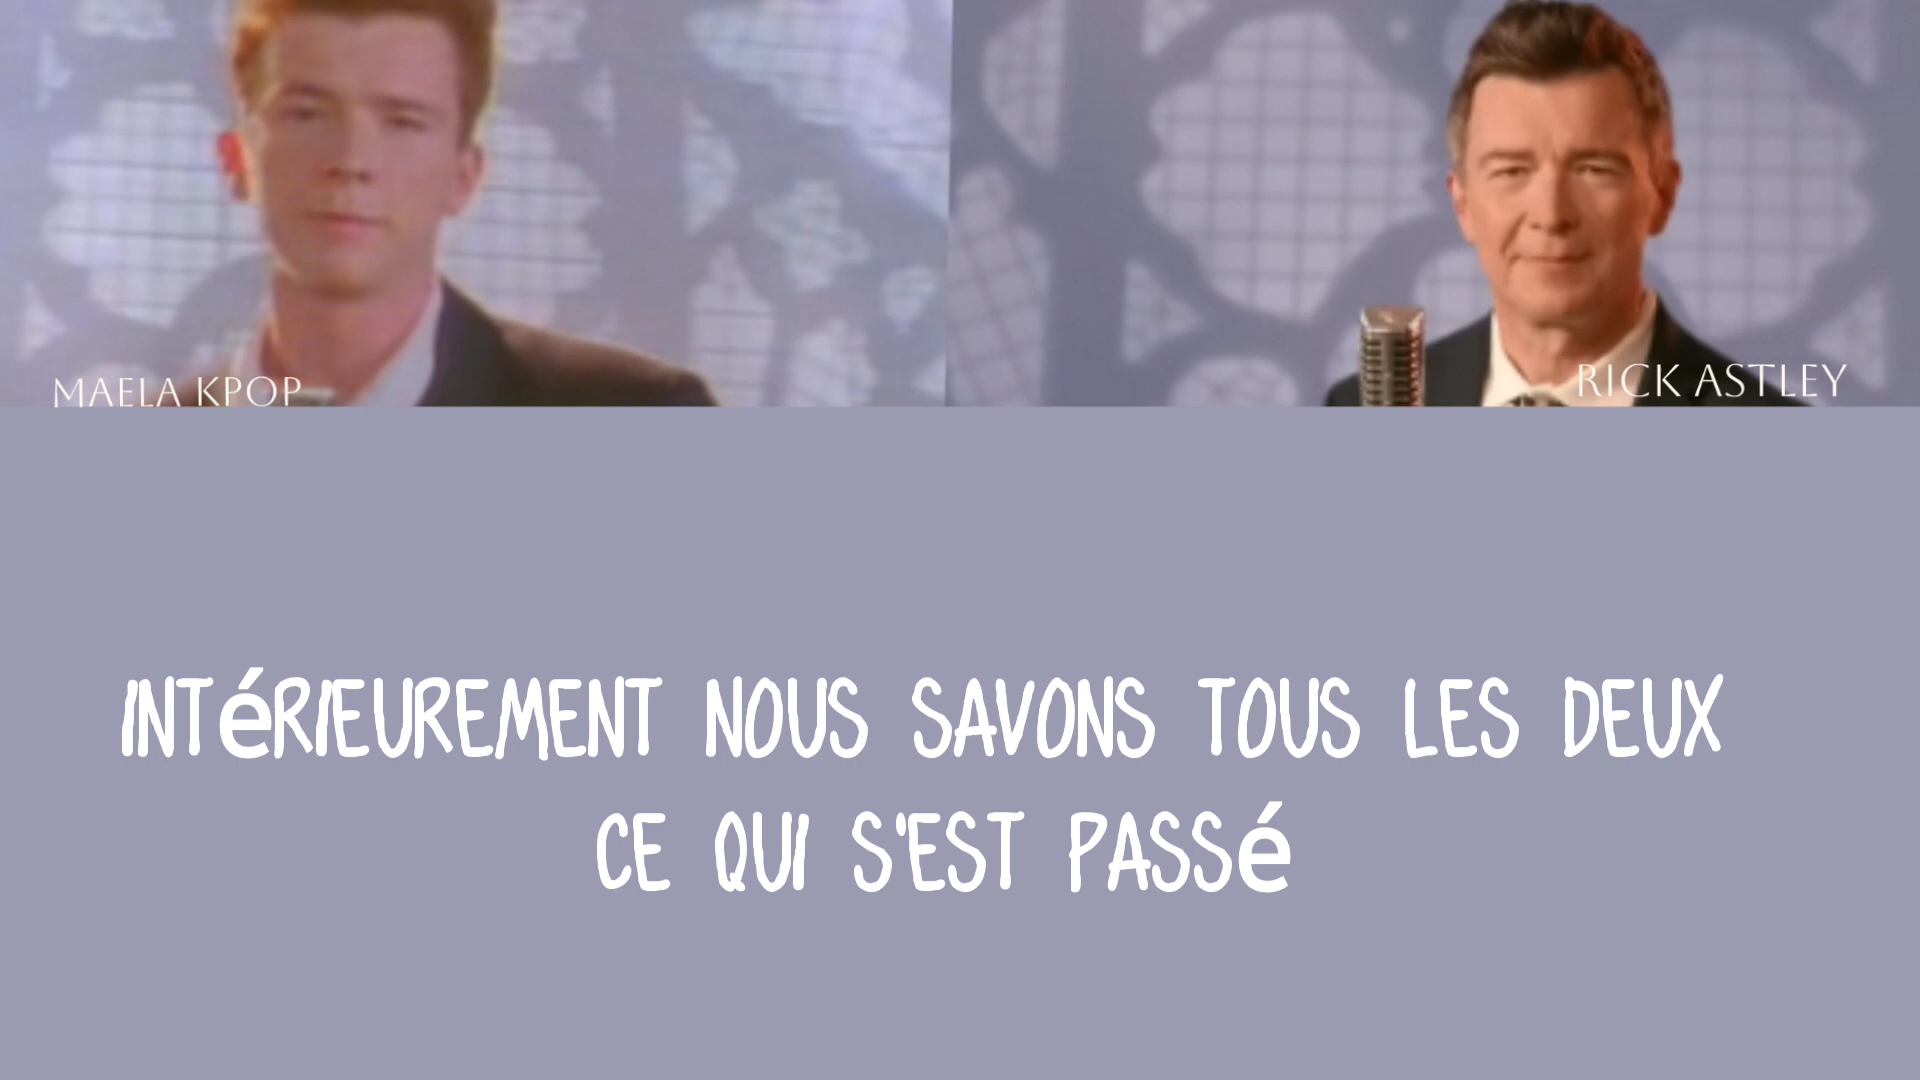 MAELA KPOP
RICK ASTLEY
INTéRIEUREMENT NOUS SAVONS TOUS LES DEUX
CE QUI S'EST PASSé